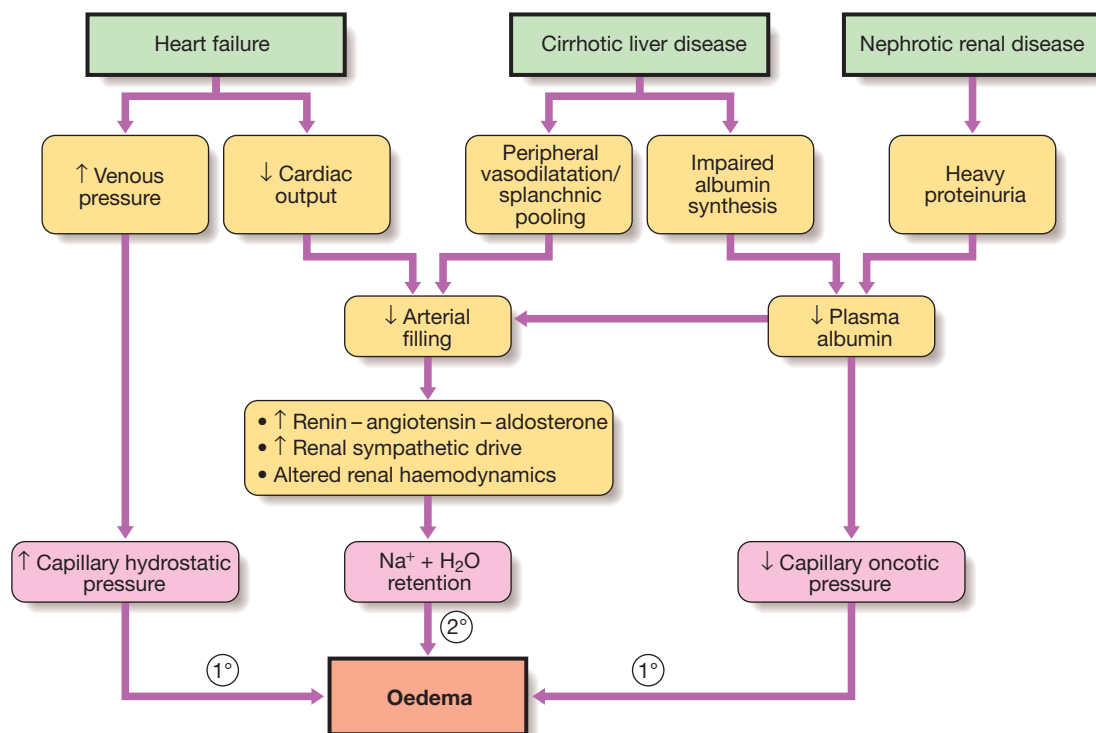 Heart failure
Cirrhotic liver disease
Nephrotic renal disease
↑ Venous
pressure
↓ Cardiac
output
Peripheral
vasodilatation/
splanchnic
pooling
Impaired
albumin
synthesis
Heavy
proteinuria
↓ Arterial
filling
↓ Plasma
albumin
• ↑ Renin – angiotensin – aldosterone
• ↑ Renal sympathetic drive
• Altered renal haemodynamics
↑ Capillary hydrostatic
pressure
Na⁺ + H₂O
retention
↓ Capillary oncotic
pressure
2°
1°
1°
Oedema